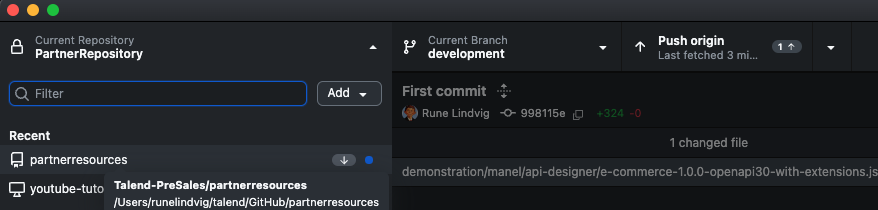 Current Repository
PartnerRepository
Current Branch
development
Push origin
Last fetched 3 mi...
1
Filter
Add
First commit
Rune Lindvig
998115e
+324 -0
Recent
1 changed file
partnerresources
demonstration/manel/api-designer/e-commerce-1.0.0-openapi30-with-extensions.js
youtube-tuto
Talend-PreSales/partnerresources
/Users/runelindvig/talend/GitHub/partnerresources